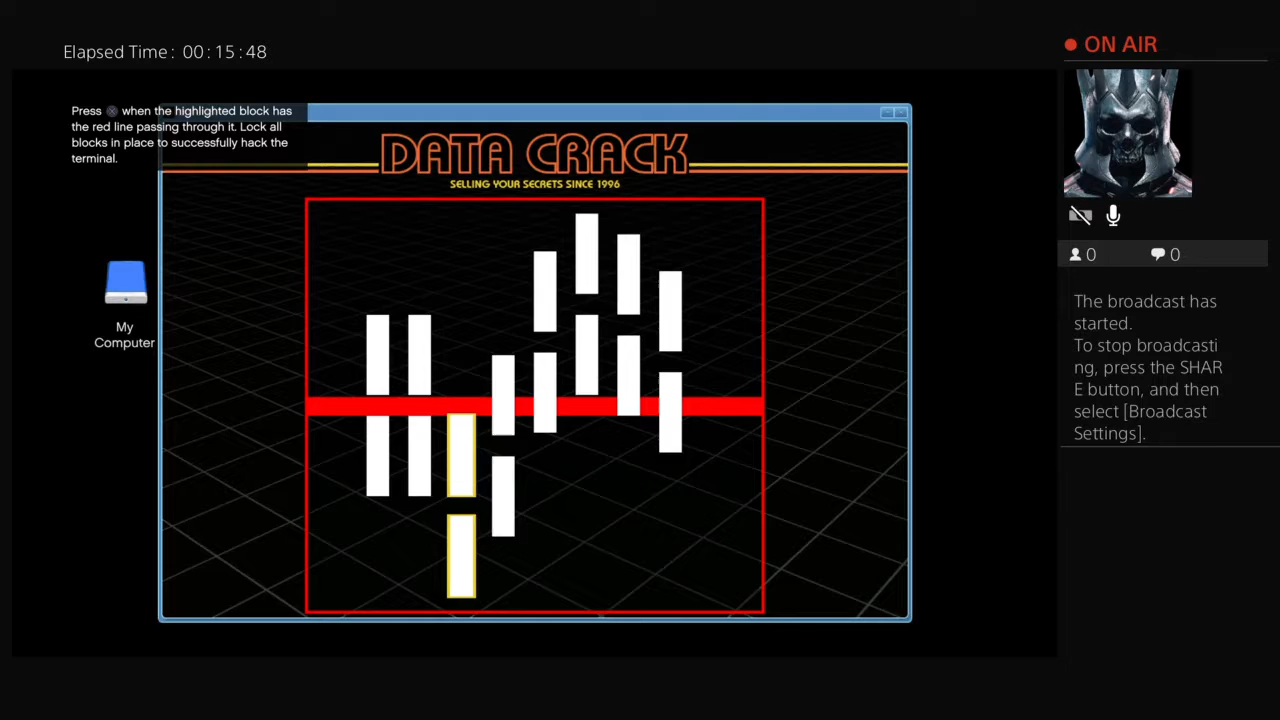 Elapsed Time: 00:15:48
ON AIR
Press ⊗ when the highlighted block has
the red line passing through it. Lock all
blocks in place to successfully hack the
terminal.
DATA CRACK
SELLING YOUR SECRETS SINCE 1996
My
Computer
0
0
The broadcast has
started.
To stop broadcasti
ng, press the SHAR
E button, and then
select [Broadcast
Settings].